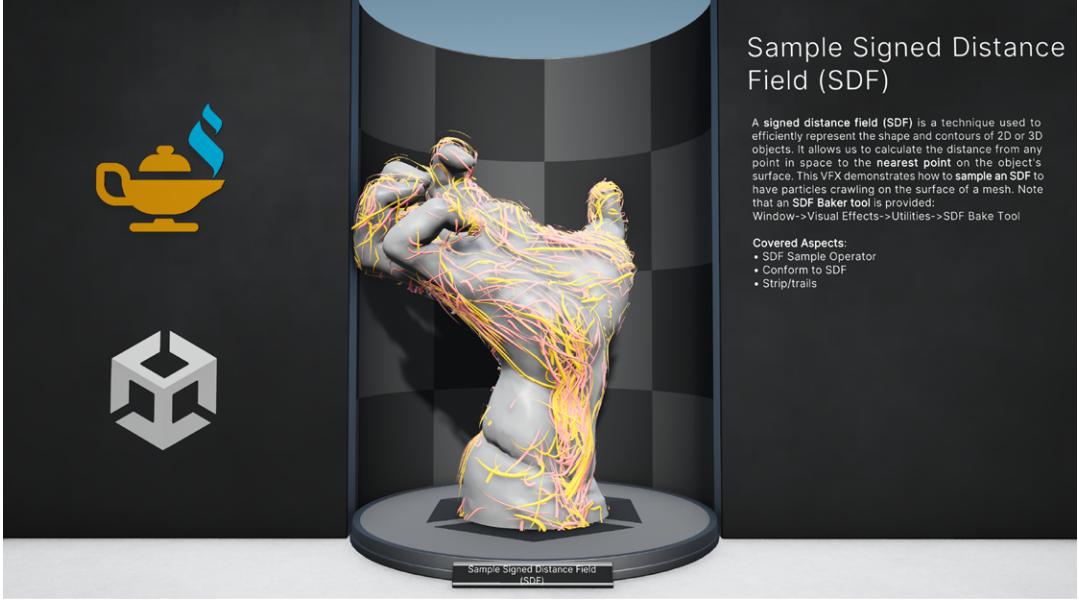 Sample Signed Distance
Field (SDF)
A signed distance field (SDF) is a technique used to
efficiently represent the shape and contours of 2D or 3D
objects. It allows us to calculate the distance from any
point in space to the nearest point on the object's
surface. This VFX demonstrates how to sample an SDF to
have particles crawling on the surface of a mesh. Note
that an SDF Baker tool is provided:
Window->Visual Effects->Utilities->SDF Bake Tool
Covered Aspects:
• SDF Sample Operator
• Conform to SDF
• Strip/trails
Sample Signed Distance Field
(SDF)